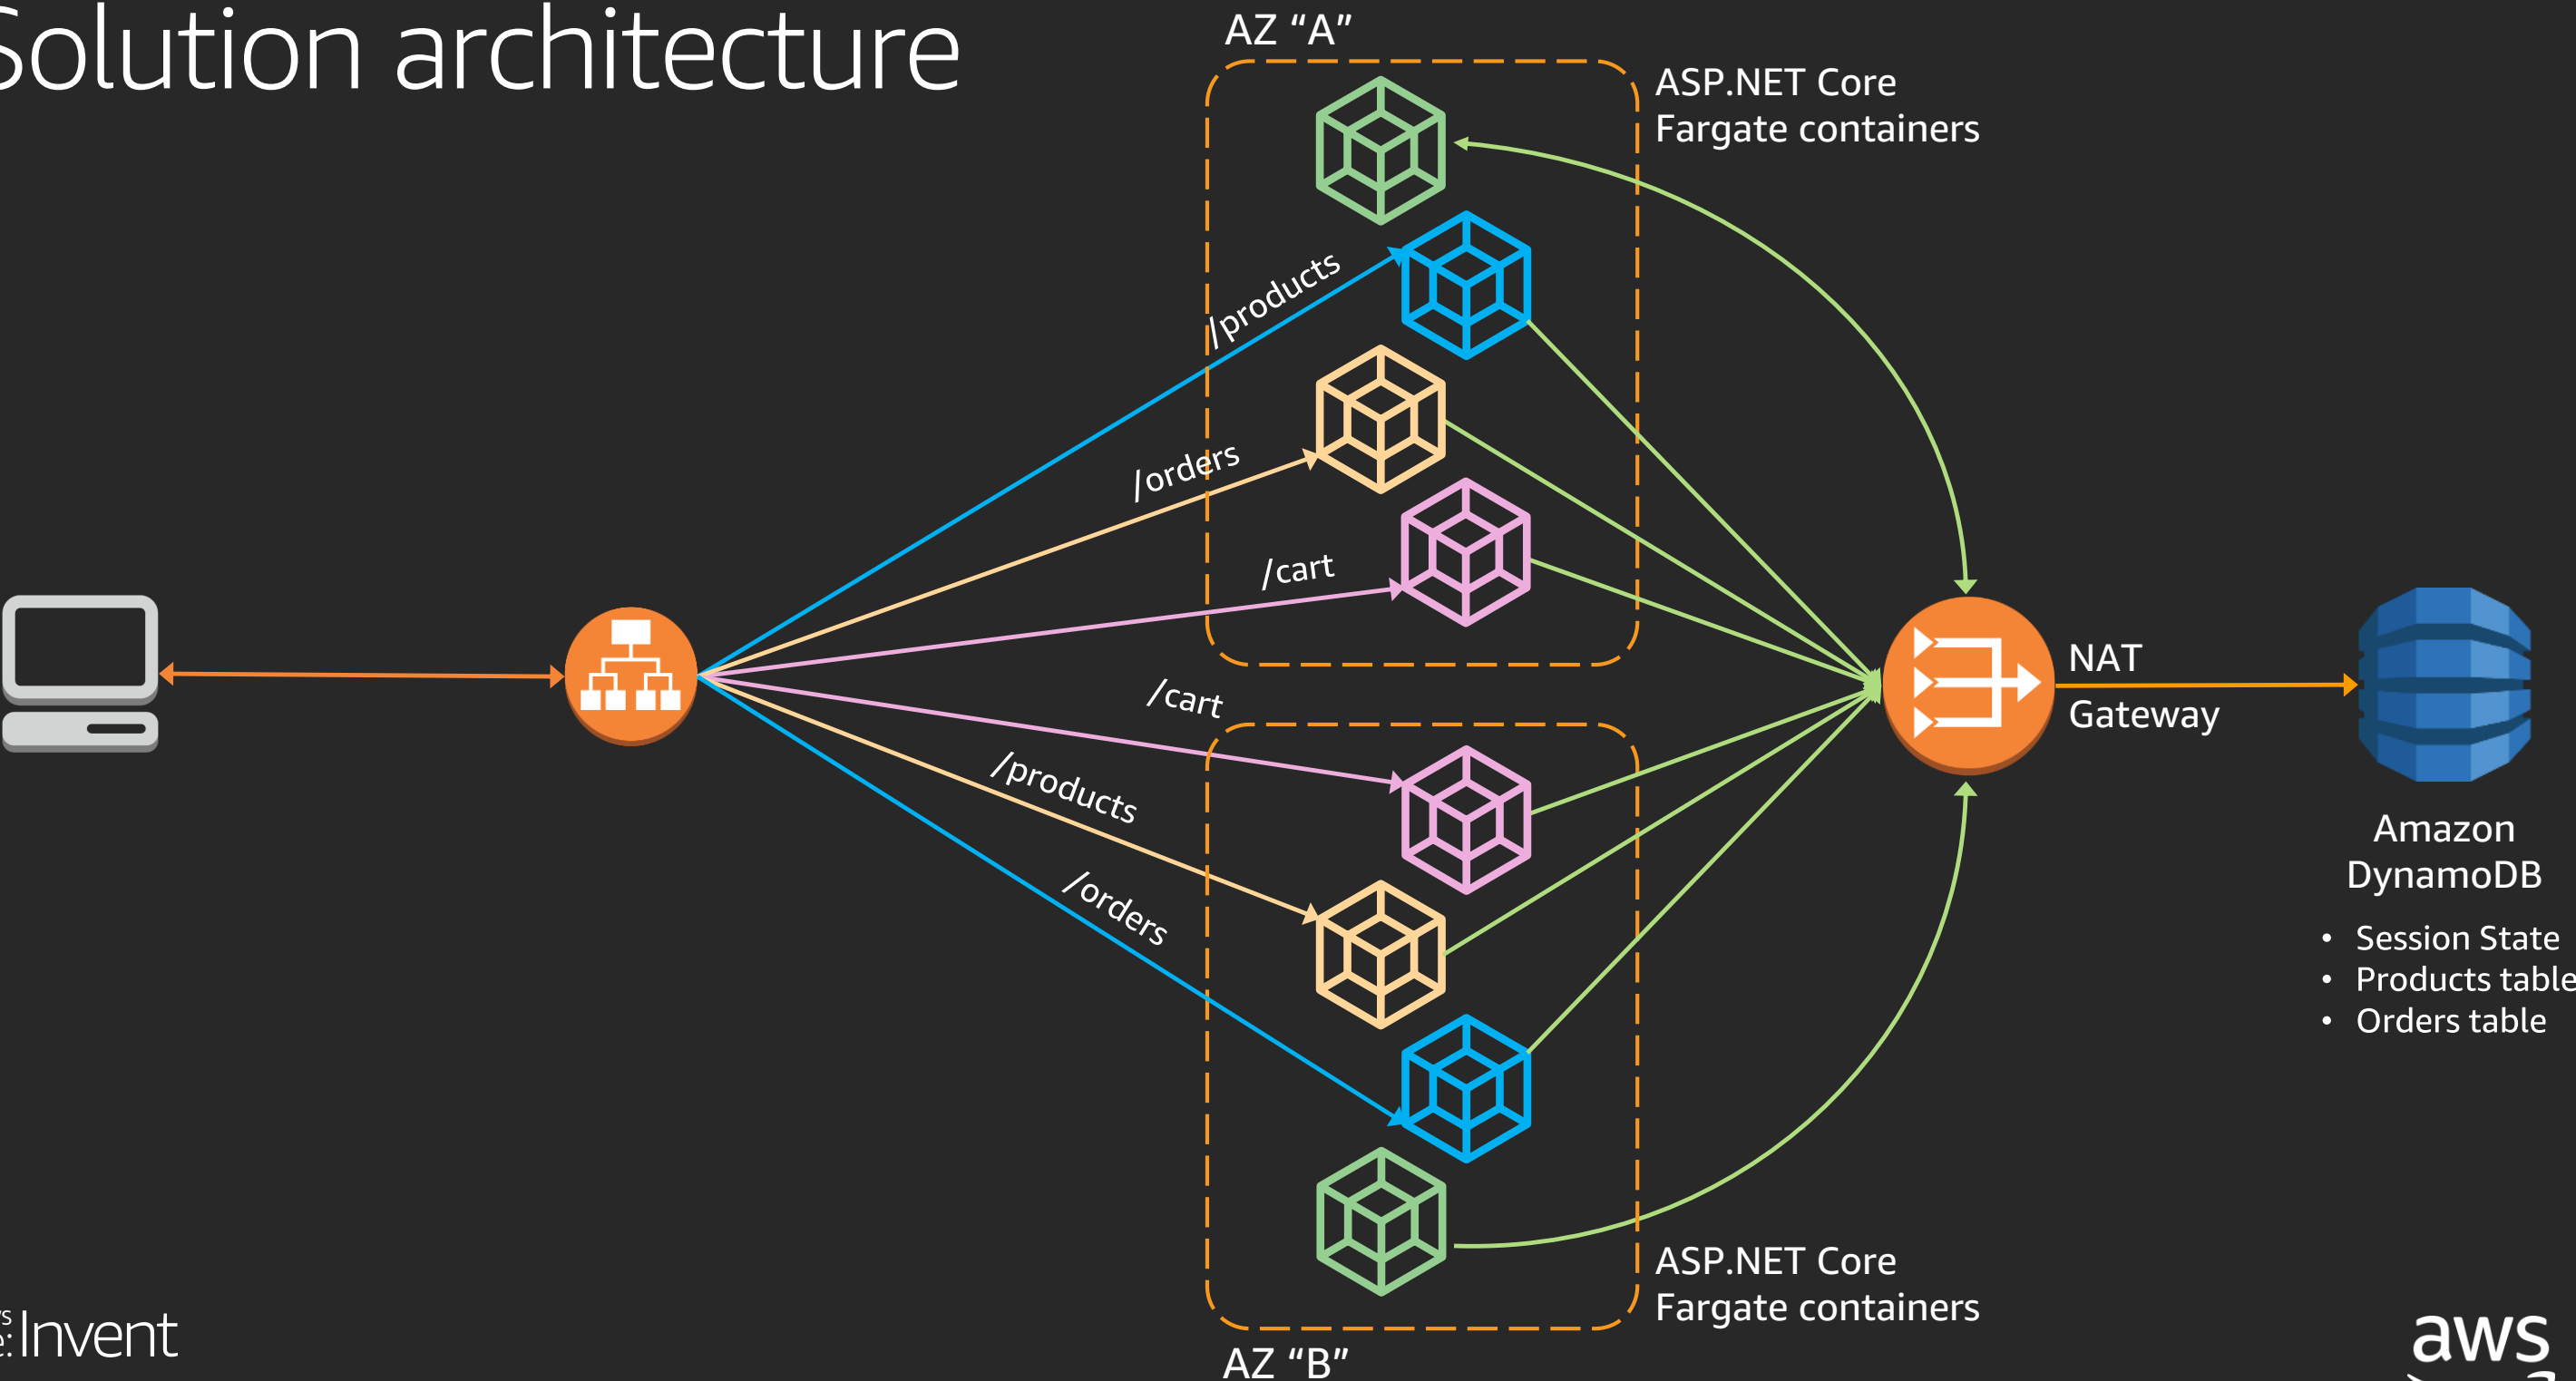 Solution architecture
AZ “A”
ASP.NET Core
Fargate containers
/products
/orders
/cart
/cart
/products
/orders
NAT
Gateway
Amazon
DynamoDB
• Session State
• Products table
• Orders table
ASP.NET Core
Fargate containers
AZ “B”
Invent
aws